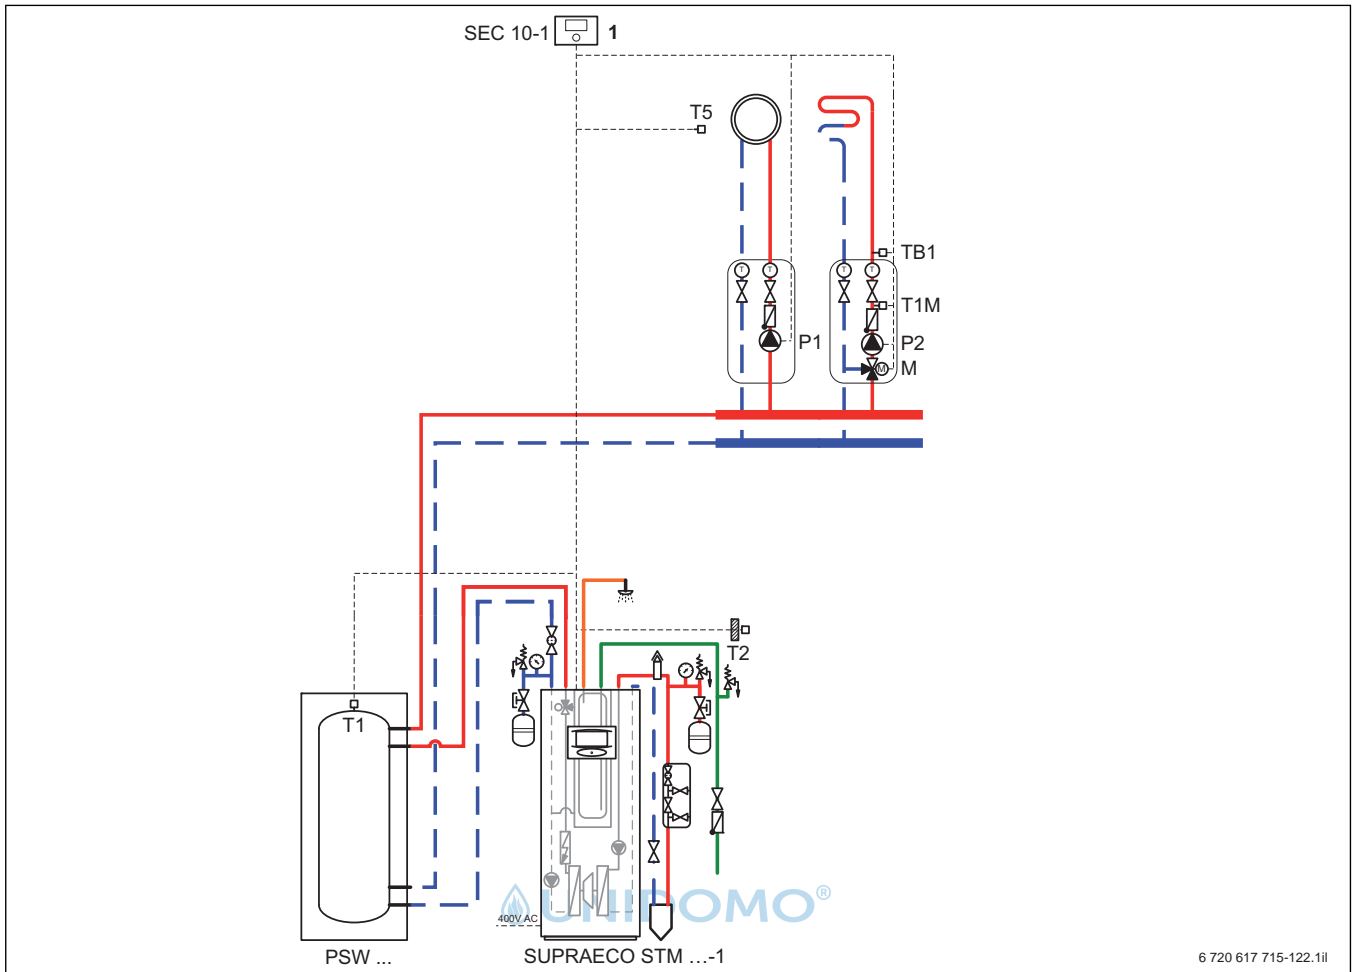 SEC 10-1 1
T5
TB1
T T T T
T1M
P1
P2
M M
T2
T1
400V AC
UNIDOMO®
PSW ...
SUPRAECO STM ...-1
6 720 617 715-122.1il